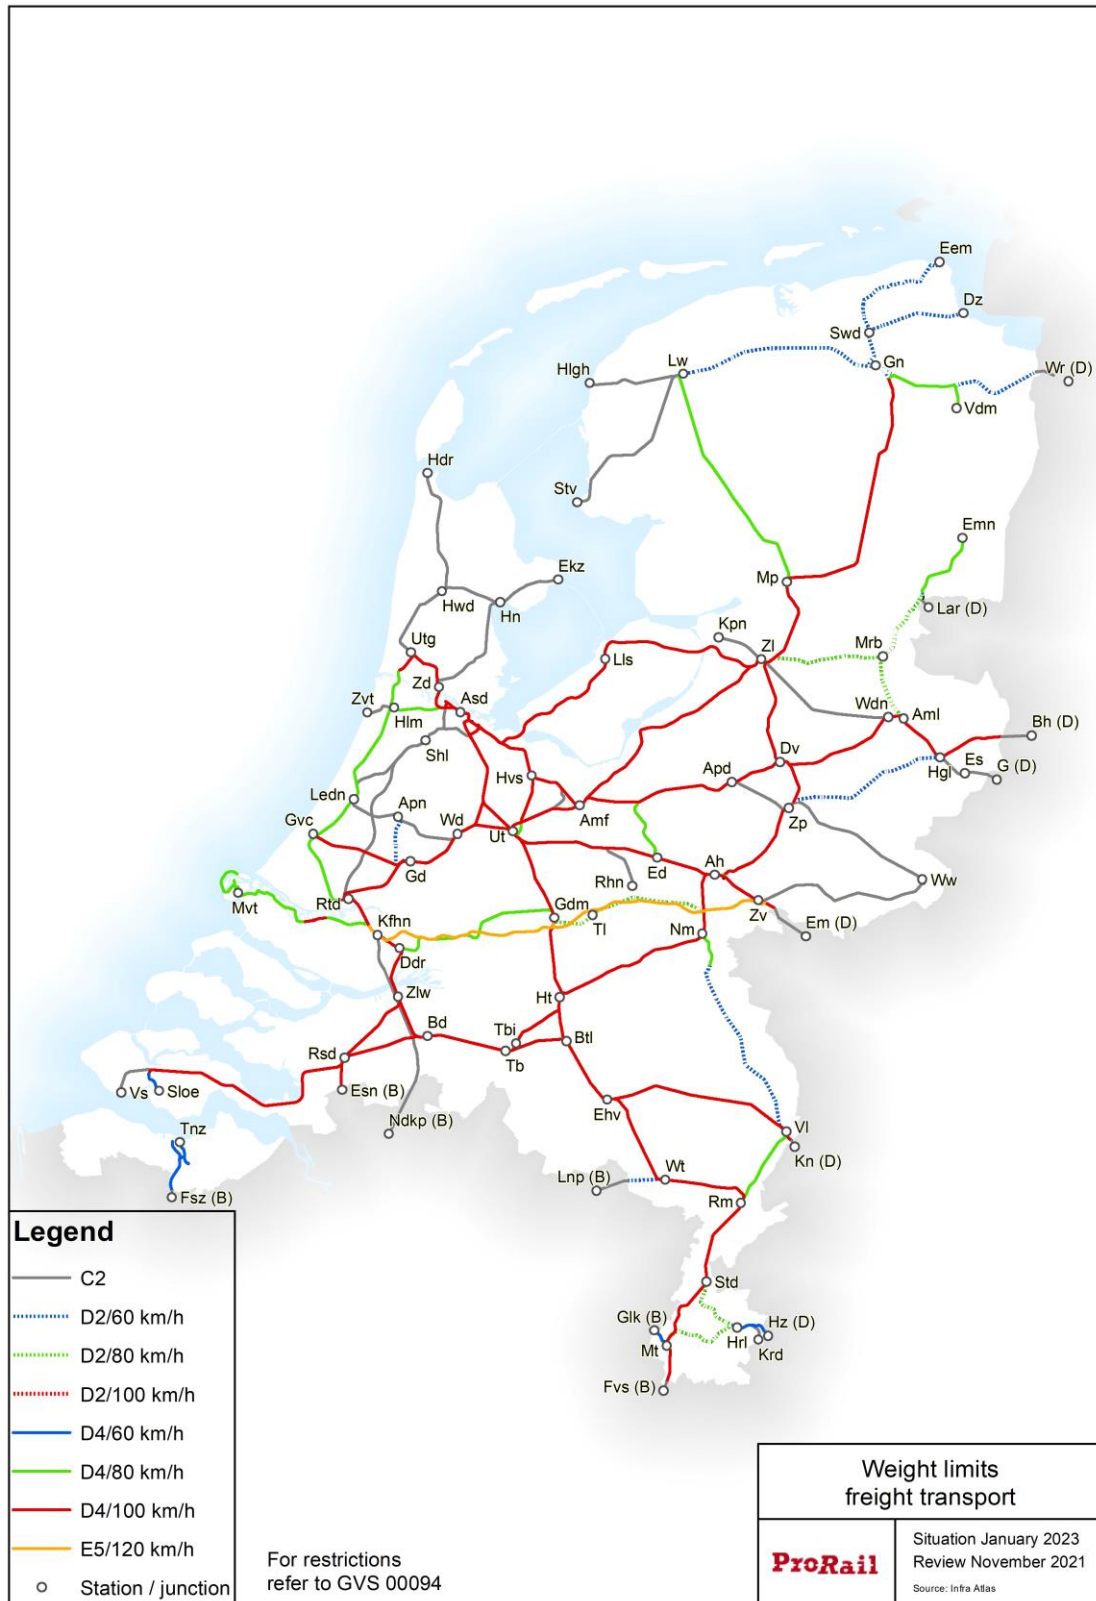 Eem
Dz
Swd
Gn
Lw
Hlgh
Wr (D)
Vdm
Hdr
Stv
Emn
Ekz
Mp
Hwd
Hn
Lar (D)
Kpn
Utg
Zl
Mrb
Lls
Zd
Zvt
Asd
Hlm
Wdn
Aml
Bh (D)
Shl
Dv
Es
Hvs
Apd
Hgl
G (D)
Ledn
Apn
Gvc
Wd
Ut
Amf
Zp
Gd
Ed
Ah
Rhn
Ww
Mvt
Rtd
Kfhn
Gdm
Tl
Zv
Nm
Em (D)
Ddr
Zlw
Ht
Bd
Tbi
Btl
Rsd
Tb
Vs
Sloe
Esn (B)
Ehv
Tnz
Ndkp (B)
Vl
Kn (D)
Wt
Lnp (B)
Fsz (B)
Rm
Std
Glk (B)
Hz (D)
Mt
Hrl
Krd
Fvs (B)
Legend
C2
D2/60 km/h
D2/80 km/h
D2/100 km/h
D4/60 km/h
D4/80 km/h
D4/100 km/h
E5/120 km/h
Station / junction
For restrictions
refer to GVS 00094
Weight limits
freight transport
ProRail
Situation January 2023
Review November 2021
Source: Infra Atlas